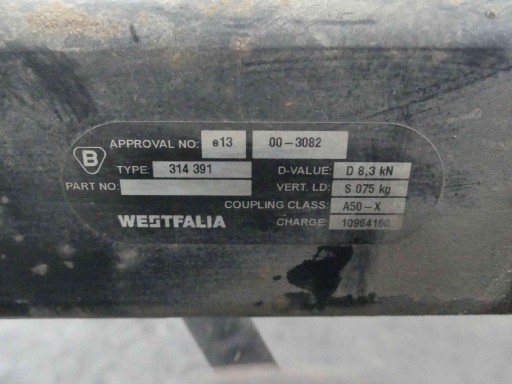 APPROVAL NO: e13 00-3082
B
TYPE: 314 391 D-VALUE: D 8,3 kN
PART NO: VERT. LD: S 075 kg
COUPLING CLASS: A50-X
WESTFALIA CHARGE: 10964160